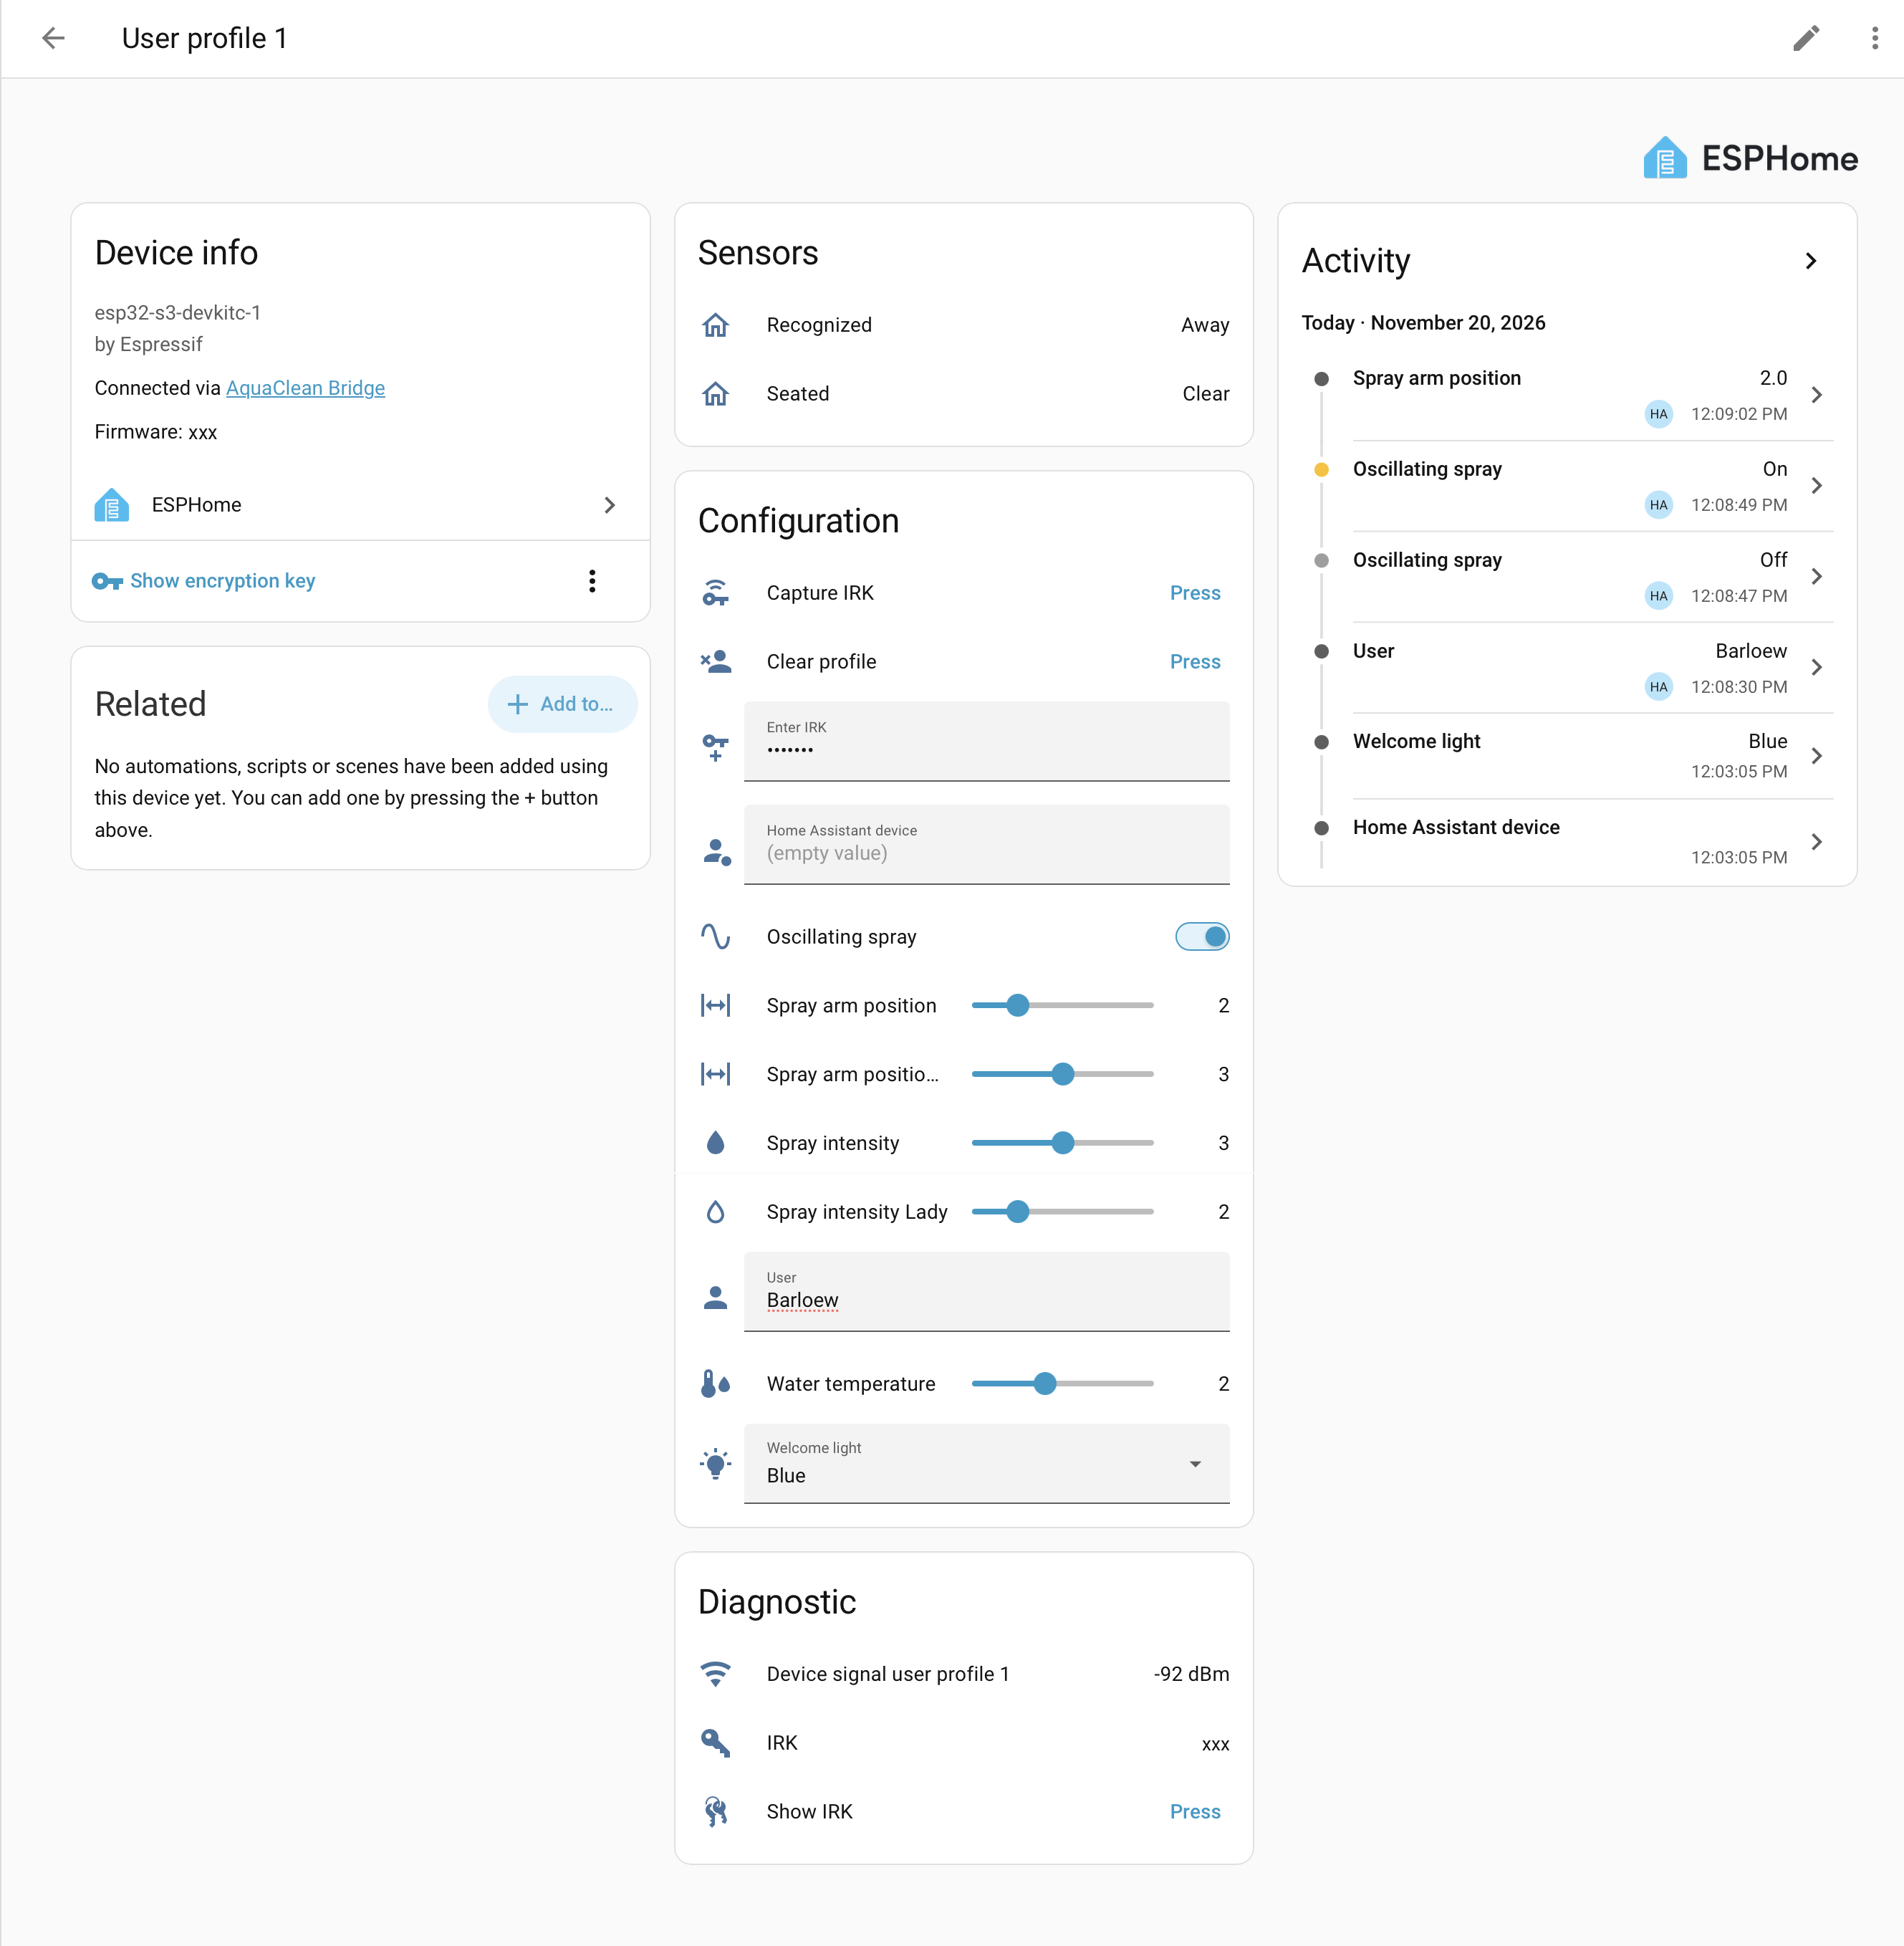 User profile 1
ESPHome
Device info
esp32-s3-devkitc-1
by Espressif
Connected via AquaClean Bridge
Firmware: xxx
ESPHome
Show encryption key
Related
Add to...
No automations, scripts or scenes have been added using
this device yet. You can add one by pressing the + button
above.
Sensors
Recognized Away
Seated Clear
Configuration
Capture IRK Press
Clear profile Press
Enter IRK
•••••••
Home Assistant device
(empty value)
Oscillating spray
Spray arm position 2
Spray arm positio... 3
Spray intensity 3
Spray intensity Lady 2
User
Barloew
Water temperature 2
Welcome light
Blue
Diagnostic
Device signal user profile 1 -92 dBm
IRK xxx
Show IRK Press
Activity
Today · November 20, 2026
Spray arm position 2.0
HA 12:09:02 PM
Oscillating spray On
HA 12:08:49 PM
Oscillating spray Off
HA 12:08:47 PM
User Barloew
HA 12:08:30 PM
Welcome light Blue
12:03:05 PM
Home Assistant device
12:03:05 PM